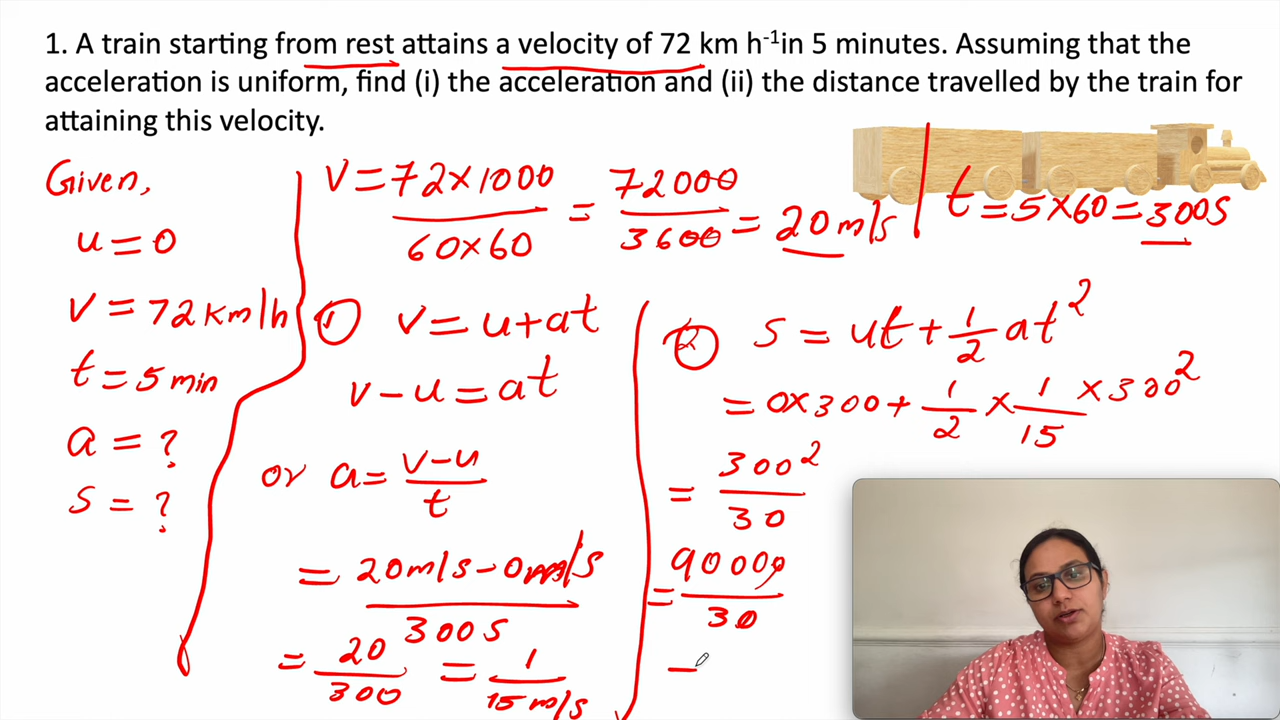 1. A train starting from rest attains a velocity of 72 km h⁻¹in 5 minutes. Assuming that the
acceleration is uniform, find (i) the acceleration and (ii) the distance travelled by the train for
attaining this velocity.
Given,
u = 0
v = 72 km/h
t = 5 min
a = ?
s = ?
v = 72×1000/60×60 = 72000/3600 = 20 m/s
t = 5×60 = 300s
① v = u + at
v − u = at
or a = v−u/t
= 20m/s − 0m/s/300s
= 20/300 = 1/15 m/s
② s = ut + 1/2 at²
= 0×300 + 1/2 × 1/15 × 300²
= 300²/30
= 90000/30